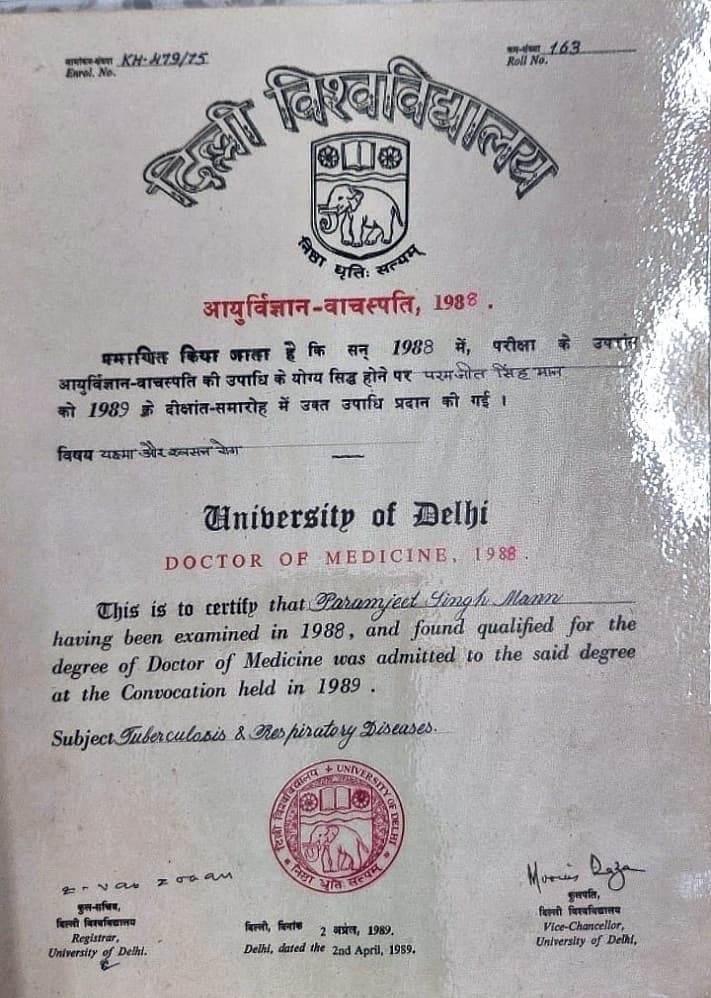 नामांकन-संख्या KH-479/75
Enrol. No.
क्रम-संख्या 163
Roll No.
दिल्ली विश्वविद्यालय
निष्ठा धृतिः सत्यम्
आयुर्विज्ञान-वाचस्पति, 1988 .
प्रमाणित किया जाता है कि सन् 1988 में, परीक्षा के उपरांत
आयुर्विज्ञान-वाचस्पति की उपाधि के योग्य सिद्ध होने पर परमजीत सिंह मान
को 1989 के दीक्षांत-समारोह में उक्त उपाधि प्रदान की गई ।
विषय यक्ष्मा और श्वसन रोग
University of Delhi
DOCTOR OF MEDICINE, 1988 .
This is to certify that Paramjeet Singh Mann
having been examined in 1988, and found qualified for the
degree of Doctor of Medicine was admitted to the said degree
at the Convocation held in 1989 .
Subject Tuberculosis & Respiratory Diseases.
दिल्ली विश्वविद्यालय + UNIVERSITY OF DELHI
निष्ठा धृतिः सत्यम्
कुल-सचिव,
दिल्ली विश्वविद्यालय
Registrar,
University of Delhi.
दिल्ली, दिनांक 2 अप्रैल, 1989.
Delhi, dated the 2nd April, 1989.
कुलपति,
दिल्ली विश्वविद्यालय
Vice-Chancellor,
University of Delhi,